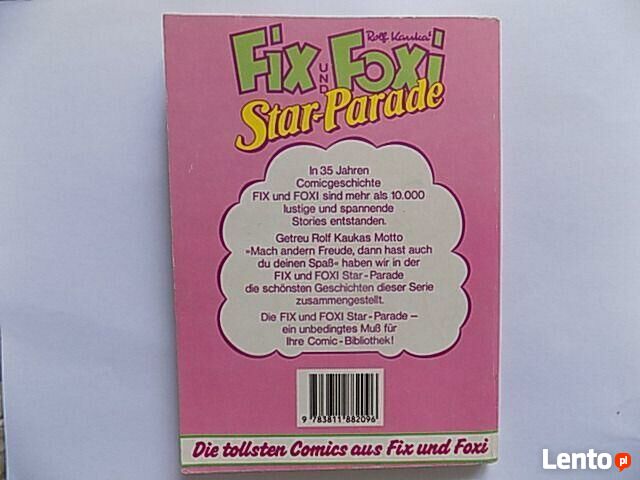 Rolf Kauka's
Fix UND Foxi
Star-Parade
In 35 Jahren
Comicgeschichte
FIX und FOXI sind mehr als 10.000
lustige und spannende
Stories entstanden.
Getreu Rolf Kaukas Motto
»Mach andern Freude, dann hast auch
du deinen Spaß« haben wir in der
FIX und FOXI Star-Parade
die schönsten Geschichten dieser Serie
zusammengestellt.
Die FIX und FOXI Star-Parade –
ein unbedingtes Muß für
Ihre Comic-Bibliothek!
9 783811 882096
Die tollsten Comics aus Fix und Foxi
Lento pl